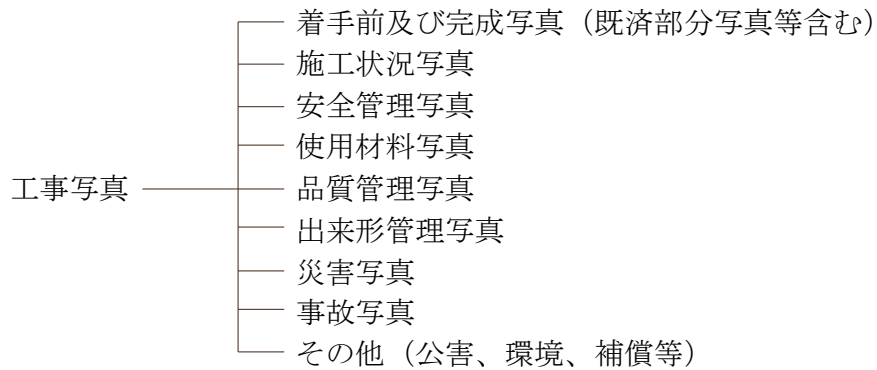 着手前及び完成写真（既済部分写真等含む）
施工状況写真
安全管理写真
使用材料写真
工事写真
品質管理写真
出来形管理写真
災害写真
事故写真
その他（公害、環境、補償等）